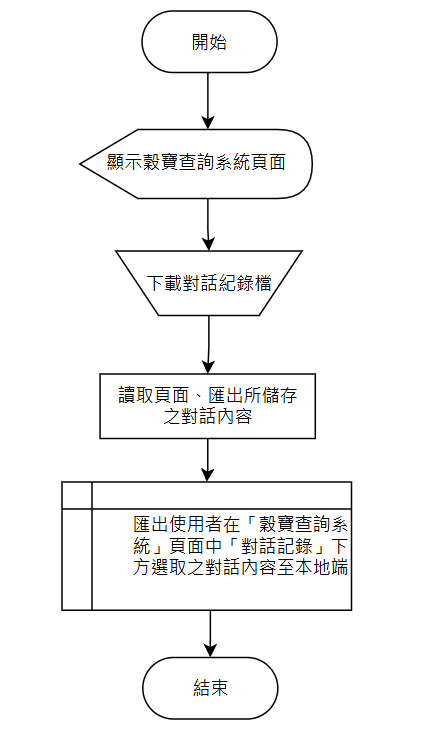 開始
顯示穀寶查詢系統頁面
下載對話紀錄檔
讀取頁面、匯出所儲存
之對話內容
匯出使用者在「穀寶查詢系
統」頁面中「對話記錄」下
方選取之對話內容至本地端
結束